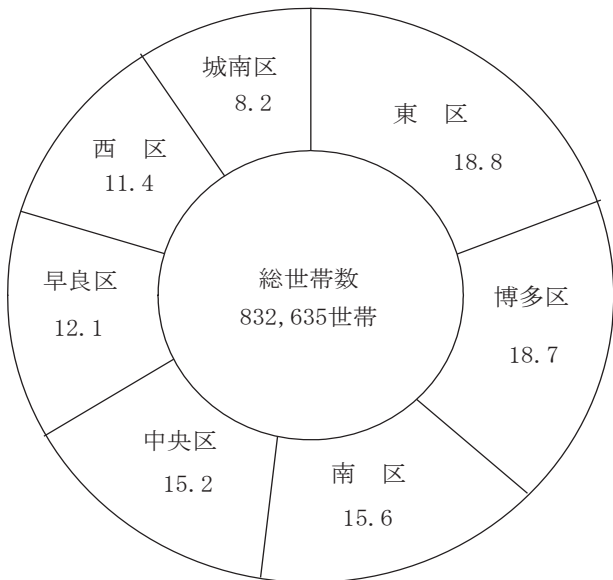 城南区
8.2
東　区
18.8
西　区
11.4
早良区
12.1
総世帯数
832,635世帯
博多区
18.7
中央区
15.2
南　区
15.6